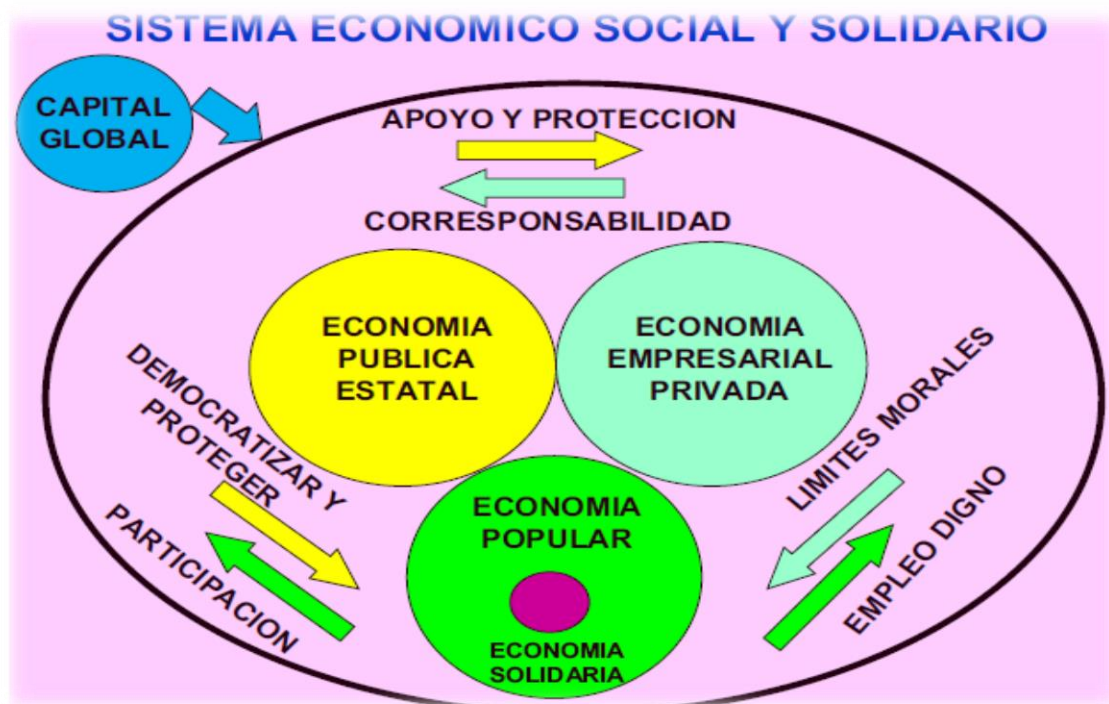 SISTEMA ECONOMICO SOCIAL Y SOLIDARIO
CAPITAL
GLOBAL
APOYO Y PROTECCION
CORRESPONSABILIDAD
ECONOMIA
PUBLICA
ESTATAL
ECONOMIA
EMPRESARIAL
PRIVADA
DEMOCRATIZAR Y
PROTEGER
PARTICIPACION
LIMITES MORALES
EMPLEO DIGNO
ECONOMIA
POPULAR
ECONOMIA
SOLIDARIA